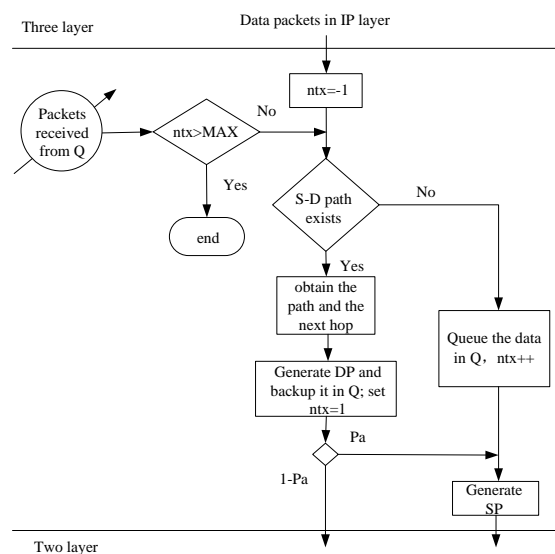 Three layer
Data packets in IP layer
ntx=-1
Packets
received
from Q
ntx>MAX
No
Yes
end
S-D path
exists
No
Yes
obtain the
path and the
next hop
Queue the data
in Q， ntx++
Generate DP and
backup it in Q; set
ntx=1
Pa
1-Pa
Generate
SP
Two layer